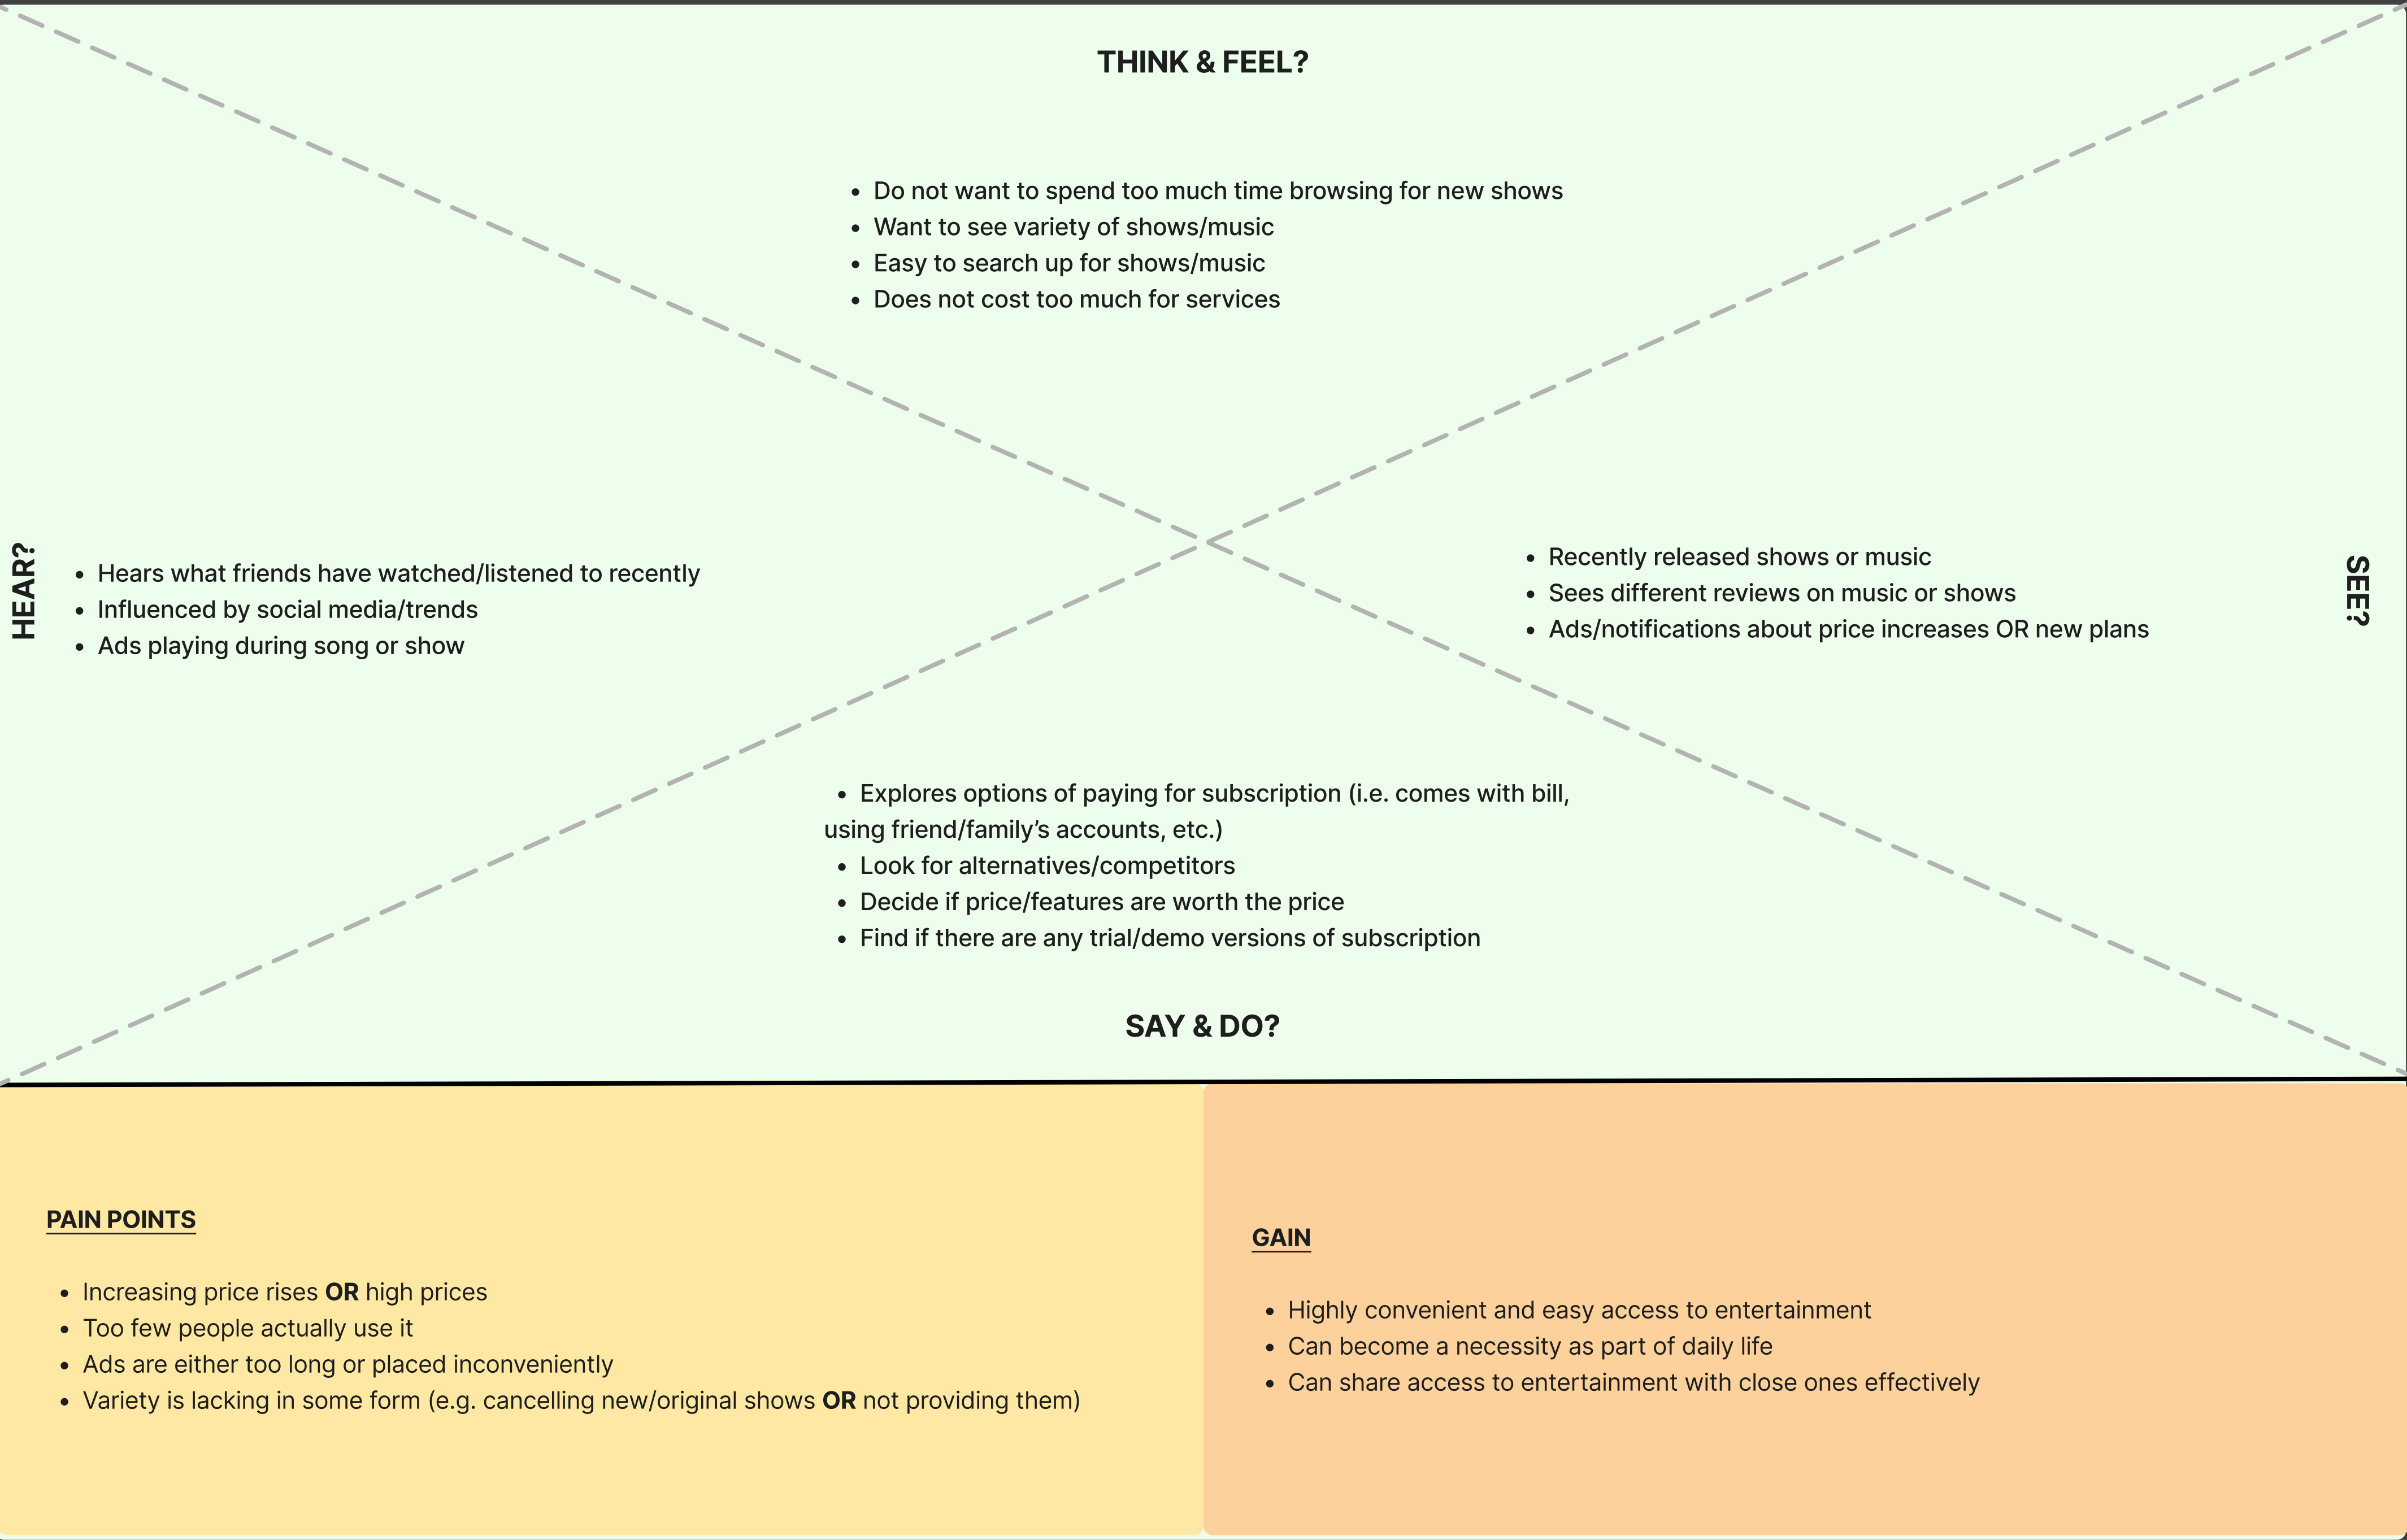 THINK & FEEL?
• Do not want to spend too much time browsing for new shows
• Want to see variety of shows/music
• Easy to search up for shows/music
• Does not cost too much for services
HEAR?
• Hears what friends have watched/listened to recently
• Influenced by social media/trends
• Ads playing during song or show
• Recently released shows or music
• Sees different reviews on music or shows
• Ads/notifications about price increases OR new plans
SEE?
• Explores options of paying for subscription (i.e. comes with bill,
using friend/family’s accounts, etc.)
• Look for alternatives/competitors
• Decide if price/features are worth the price
• Find if there are any trial/demo versions of subscription
SAY & DO?
PAIN POINTS
• Increasing price rises OR high prices
• Too few people actually use it
• Ads are either too long or placed inconveniently
• Variety is lacking in some form (e.g. cancelling new/original shows OR not providing them)
GAIN
• Highly convenient and easy access to entertainment
• Can become a necessity as part of daily life
• Can share access to entertainment with close ones effectively